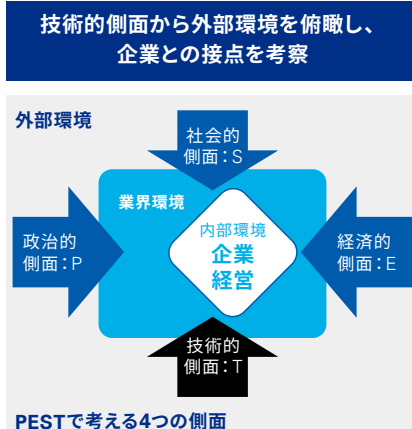 技術的側面から外部環境を俯瞰し、
企業との接点を考察
外部環境
社会的
側面：S
業界環境
内部環境
企業
経営
政治的
側面：P
経済的
側面：E
技術的
側面：T
PESTで考える4つの側面